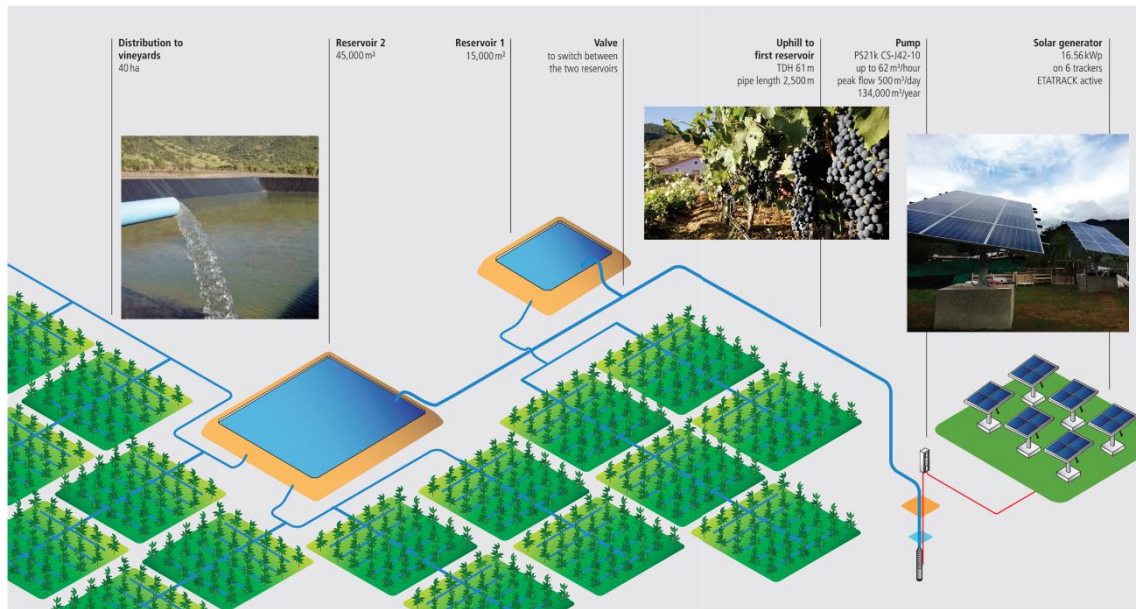 Distribution to
vineyards
40 ha
Reservoir 2
45,000 m³
Reservoir 1
15,000 m³
Valve
to switch between
the two reservoirs
Uphill to
first reservoir
TDH 61 m
pipe length 2,500 m
Pump
PS21k CS-J42-10
up to 62 m³/hour
peak flow 500 m³/day
134,000 m³/year
Solar generator
16.56 kWp
on 6 trackers
ETATRACK active